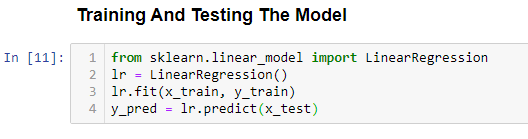 Training And Testing The Model
In [11]:
1 from sklearn.linear_model import LinearRegression
2 lr = LinearRegression()
3 lr.fit(x_train, y_train)
4 y_pred = lr.predict(x_test)